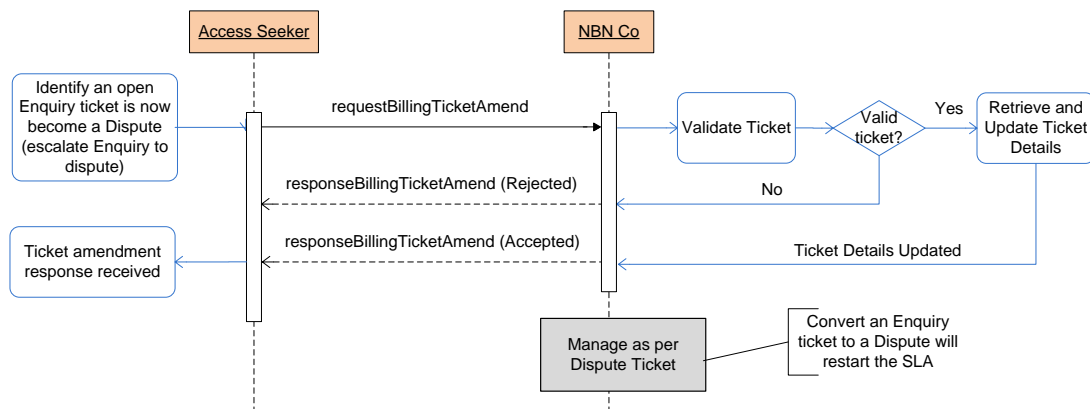 Access Seeker
NBN Co
Identify an open
Enquiry ticket is now
become a Dispute
(escalate Enquiry to
dispute)
requestBillingTicketAmend
Validate Ticket
Valid
ticket?
Yes
Retrieve and
Update Ticket
Details
responseBillingTicketAmend (Rejected)
No
responseBillingTicketAmend (Accepted)
Ticket Details Updated
Ticket amendment
response received
Manage as per
Dispute Ticket
Convert an Enquiry
ticket to a Dispute will
restart the SLA